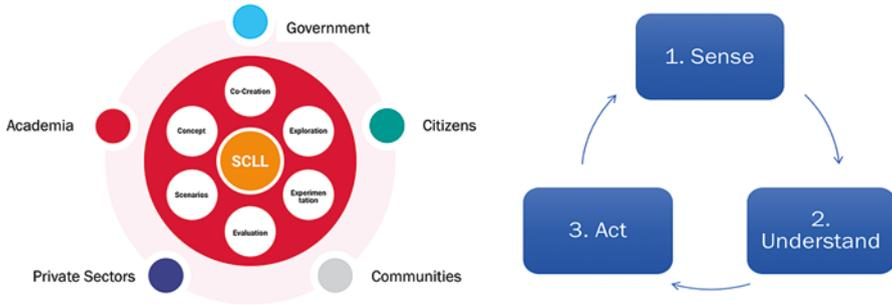 Government
Academia
Citizens
Private Sectors
Communities
Co-Creation
Concept
Exploration
SCLL
Scenarios
Experimen
tation
Evaluation
1. Sense
2.
Understand
3. Act